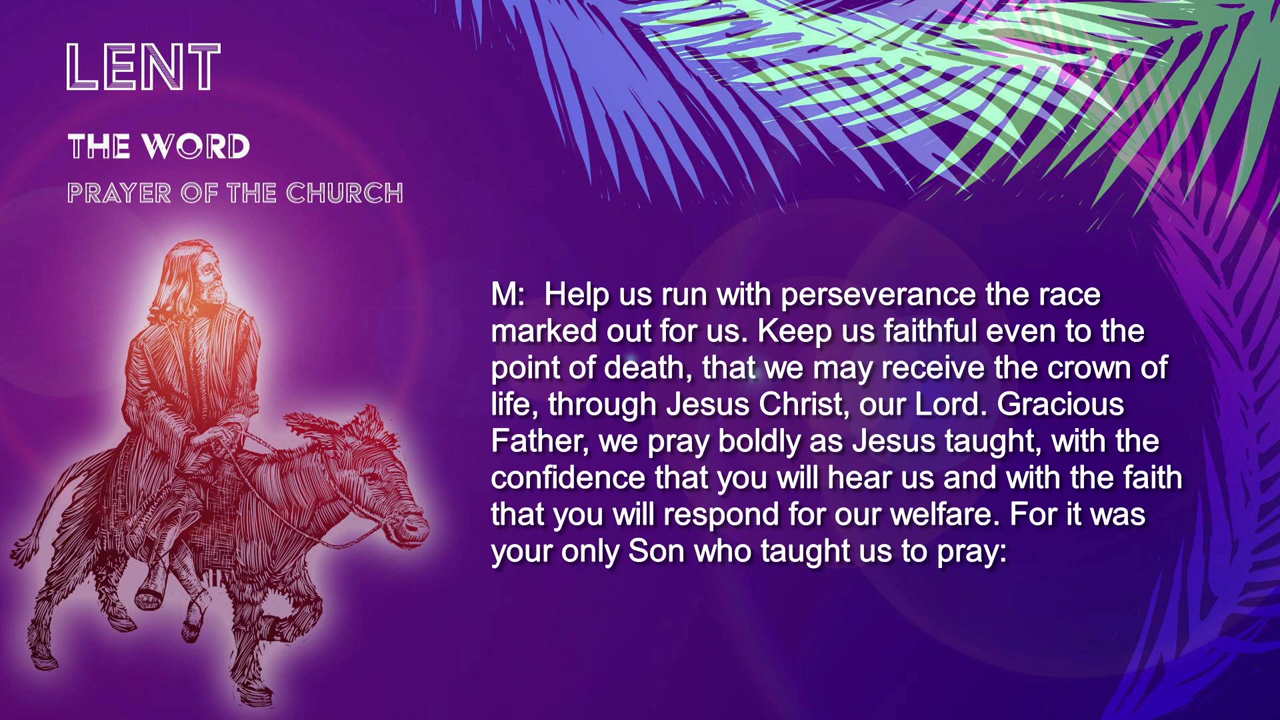 LENT
THE WORD
PRAYER OF THE CHURCH
M:  Help us run with perseverance the race
marked out for us. Keep us faithful even to the
point of death, that we may receive the crown of
life, through Jesus Christ, our Lord. Gracious
Father, we pray boldly as Jesus taught, with the
confidence that you will hear us and with the faith
that you will respond for our welfare. For it was
your only Son who taught us to pray: